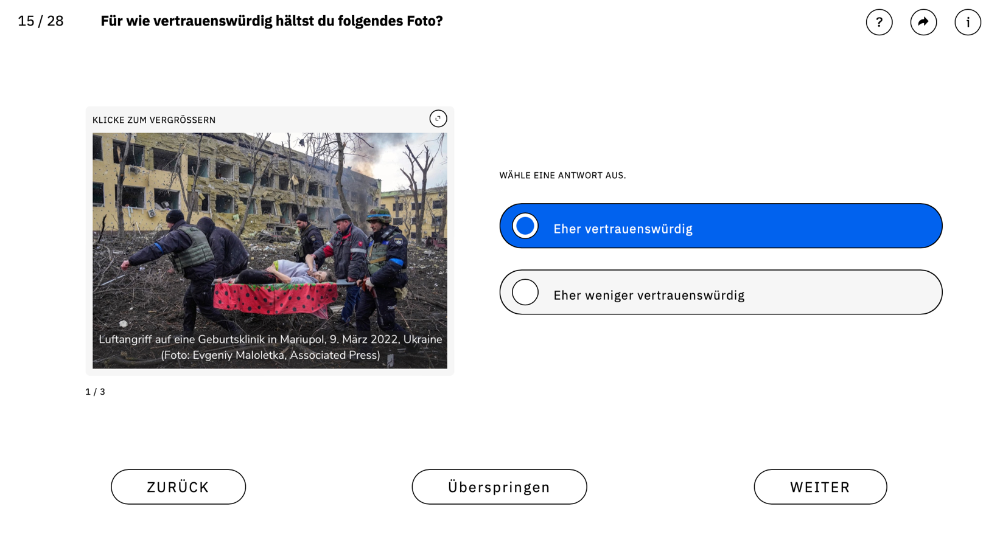 15 / 28
Für wie vertrauenswürdig hältst du folgendes Foto?
?
i
KLICKE ZUM VERGRÖSSERN
Luftangriff auf eine Geburtsklinik in Mariupol, 9. März 2022, Ukraine
(Foto: Evgeniy Maloletka, Associated Press)
1 / 3
WÄHLE EINE ANTWORT AUS.
Eher vertrauenswürdig
Eher weniger vertrauenswürdig
ZURÜCK
Überspringen
WEITER